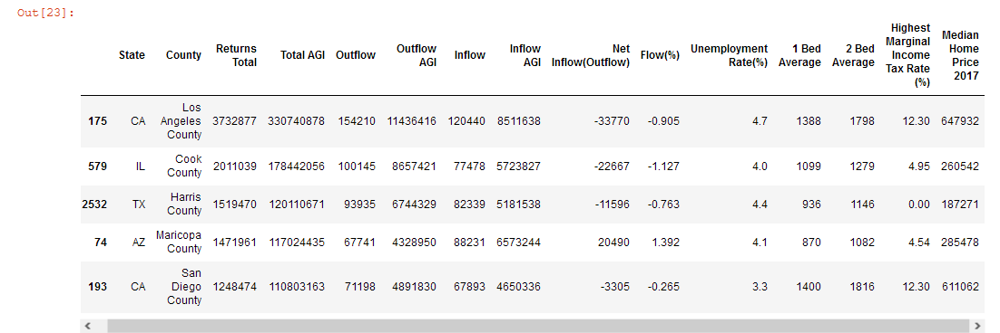 Out[23]:
State County Returns Total Total AGI Outflow Outflow AGI Inflow Inflow AGI Net Inflow(Outflow) Flow(%) Unemployment Rate(%) 1 Bed Average 2 Bed Average Highest Marginal Income Tax Rate (%) Median Home Price 2017
175 CA Los Angeles County 3732877 330740878 154210 11436416 120440 8511638 -33770 -0.905 4.7 1388 1798 12.30 647932
579 IL Cook County 2011039 178442056 100145 8657421 77478 5723827 -22667 -1.127 4.0 1099 1279 4.95 260542
2532 TX Harris County 1519470 120110671 93935 6744329 82339 5181538 -11596 -0.763 4.4 936 1146 0.00 187271
74 AZ Maricopa County 1471961 117024435 67741 4328950 88231 6573244 20490 1.392 4.1 870 1082 4.54 285478
193 CA San Diego County 1248474 110803163 71198 4891830 67893 4650336 -3305 -0.265 3.3 1400 1816 12.30 611062